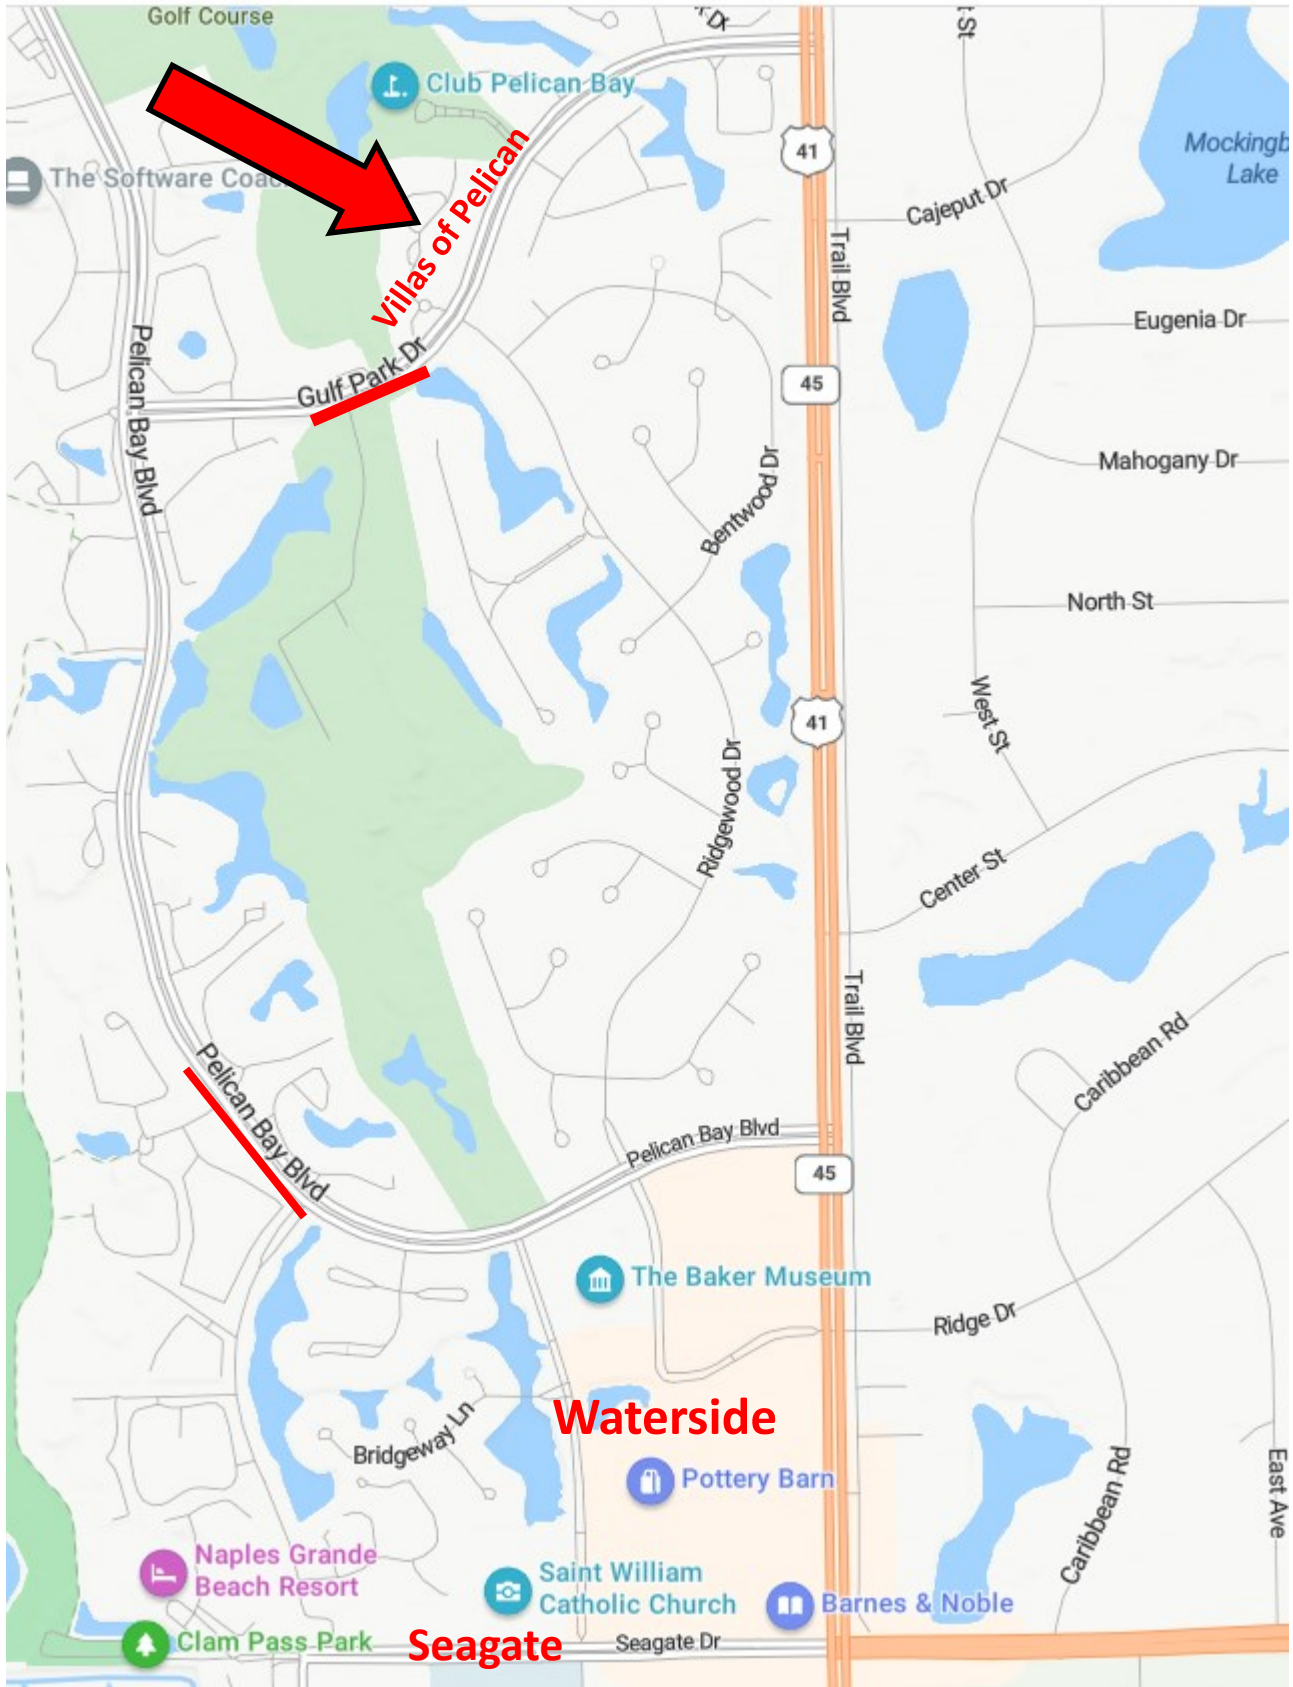 Golf Course
Club Pelican Bay
The Software Coac
41
Mockingb
Lake
Cajeput Dr
Villas of Pelican
Trail Blvd
Eugenia Dr
Pelican Bay Blvd
Gulf Park Dr
45
Mahogany Dr
Bentwood Dr
North St
West St
41
Ridgewood Dr
Center St
Trail Blvd
Caribbean Rd
Pelican Bay Blvd
Pelican Bay Blvd
45
The Baker Museum
Ridge Dr
Waterside
Bridgeway Ln
Pottery Barn
Caribbean Rd
East Ave
Naples Grande
Beach Resort
Saint William
Catholic Church
Barnes & Noble
Clam Pass Park
Seagate
Seagate Dr